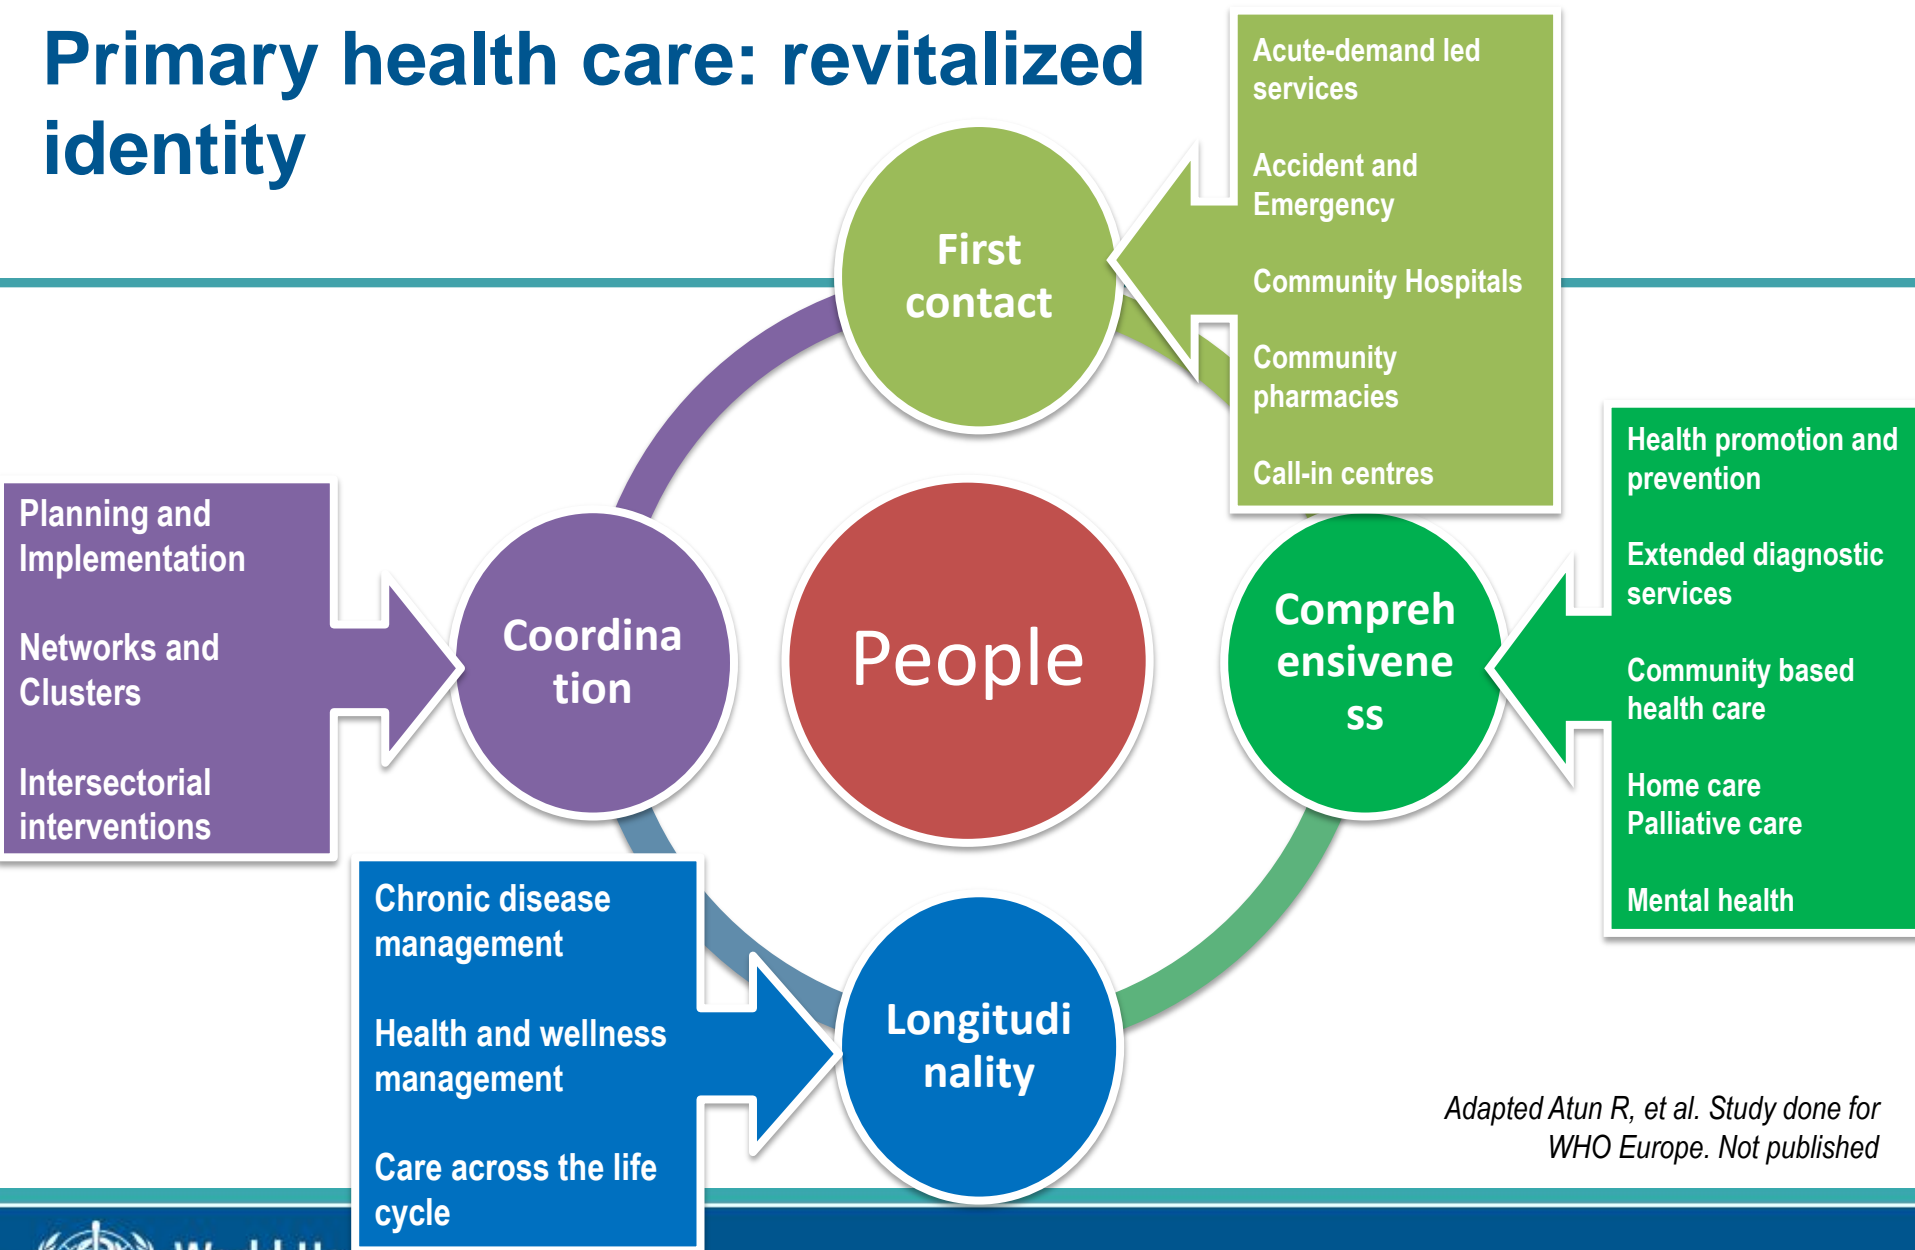 Primary health care: revitalized
identity
Acute-demand led
services
Accident and
Emergency
Community Hospitals
Community
pharmacies
Call-in centres
First
contact
Health promotion and
prevention
Extended diagnostic
services
Community based
health care
Home care
Palliative care
Mental health
Compreh
ensivene
ss
People
Planning and
Implementation
Networks and
Clusters
Intersectorial
interventions
Coordina
tion
Chronic disease
management
Health and wellness
management
Care across the life
cycle
Longitudi
nality
Adapted Atun R, et al. Study done for
WHO Europe. Not published